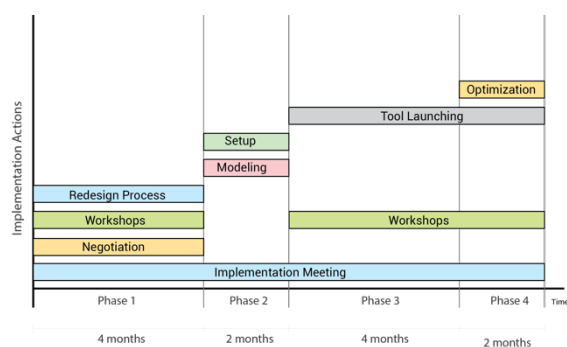 Implementation Actions
Optimization
Tool Launching
Setup
Modeling
Redesign Process
Workshops
Workshops
Negotiation
Implementation Meeting
Phase 1
Phase 2
Phase 3
Phase 4
Time
4 months
2 months
4 months
2 months